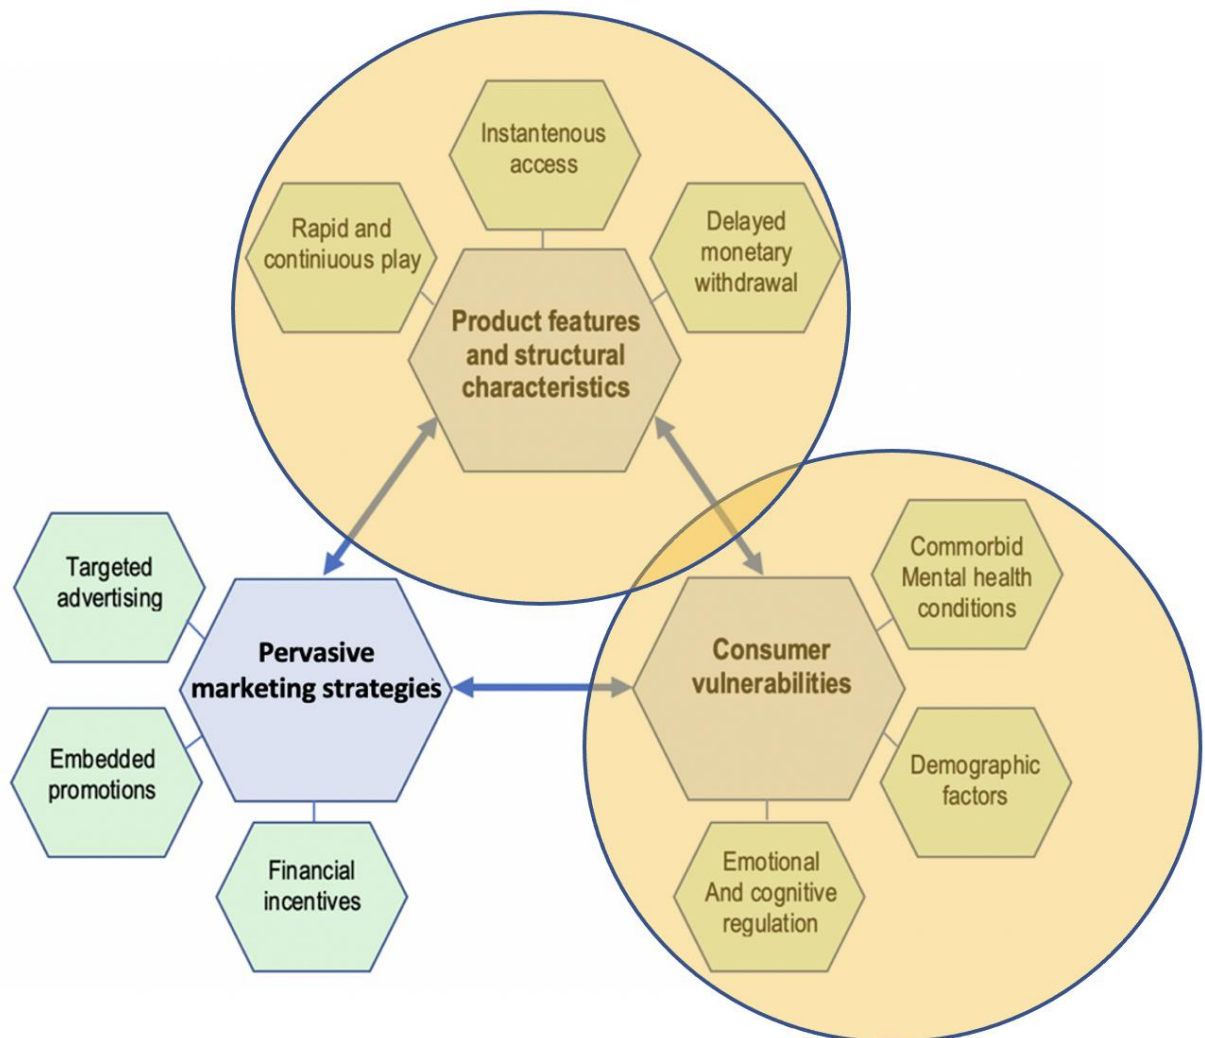 Instantenous
access
Rapid and
continiuous play
Delayed
monetary
withdrawal
Product features
and structural
characteristics
Targeted
advertising
Pervasive
marketing strategies
Embedded
promotions
Financial
incentives
Commorbid
Mental health
conditions
Consumer
vulnerabilities
Demographic
factors
Emotional
And cognitive
regulation